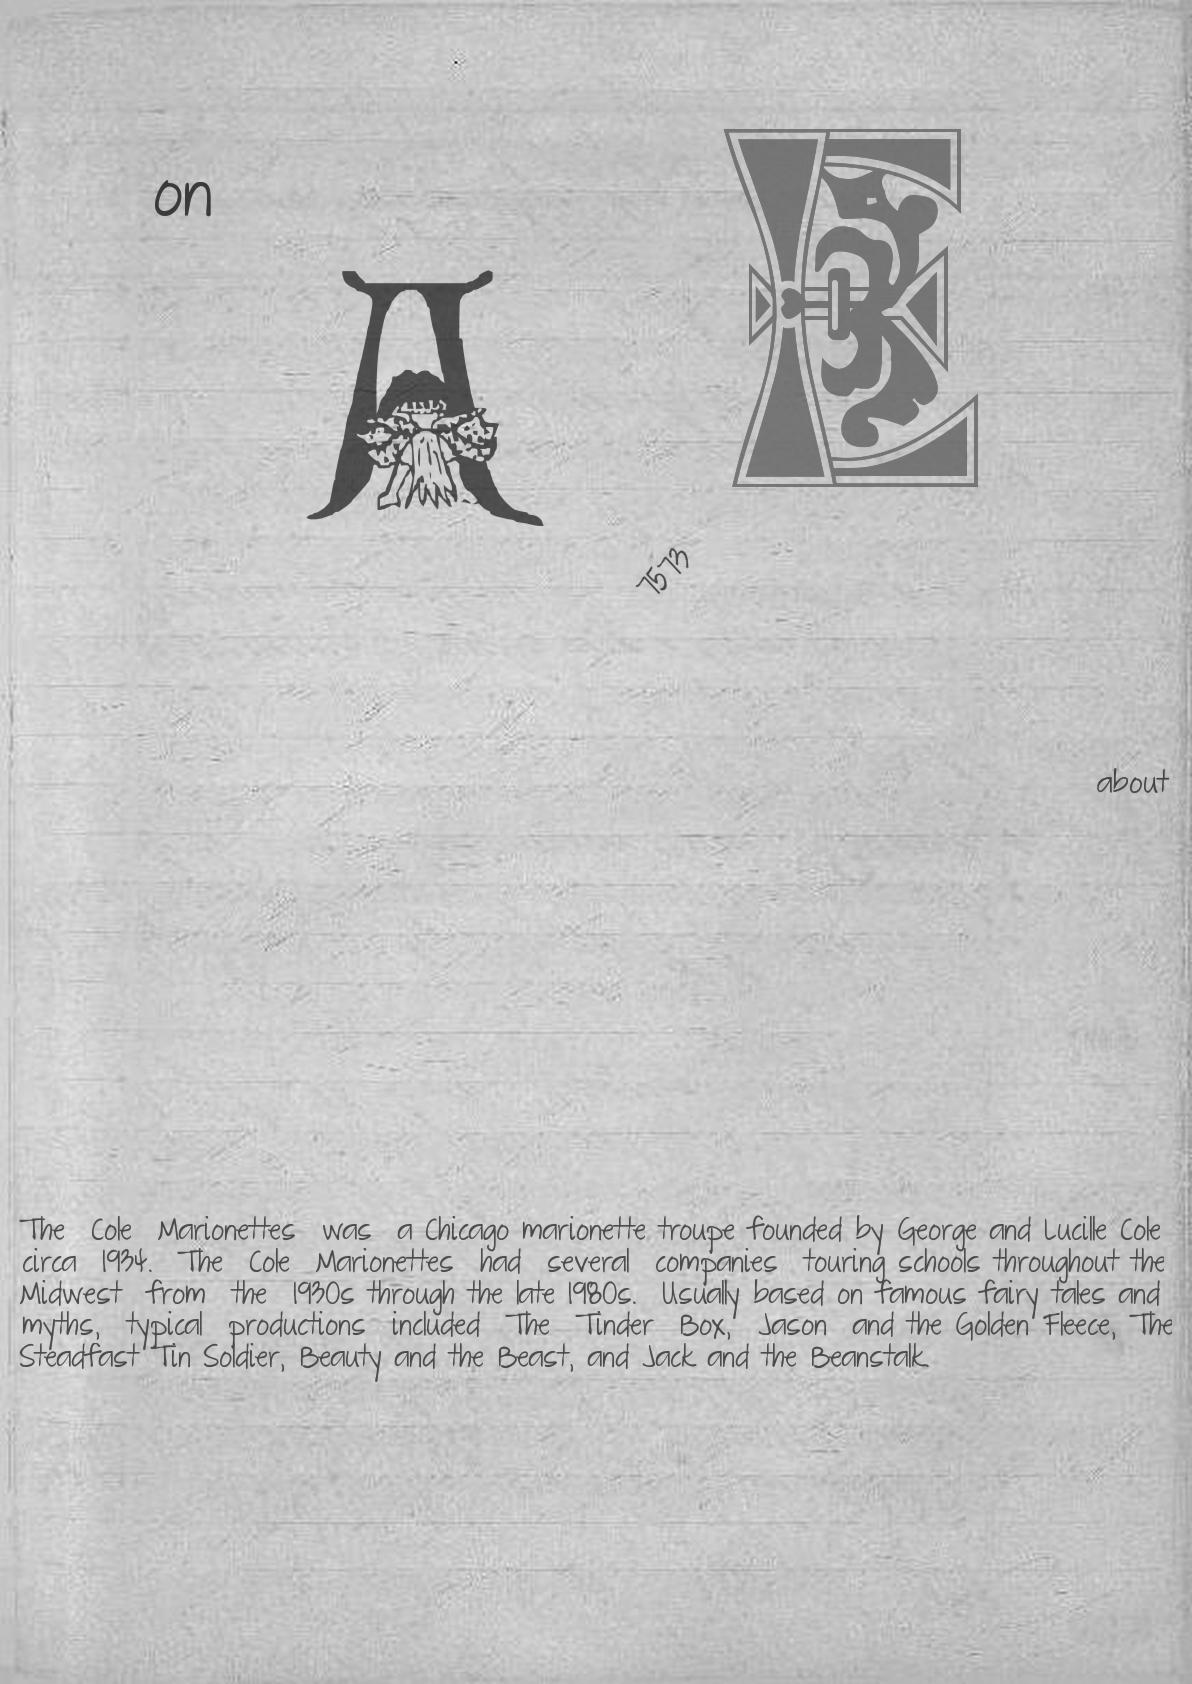 on
A
E
7573
about
The Cole Marionettes was a Chicago marionette troupe founded by George and Lucille Cole
circa 1934. The Cole Marionettes had several companies touring schools throughout the
Midwest from the 1930s through the late 1980s. Usually based on famous fairy tales and
myths, typical productions included The Tinder Box, Jason and the Golden Fleece, The
Steadfast Tin Soldier, Beauty and the Beast, and Jack and the Beanstalk